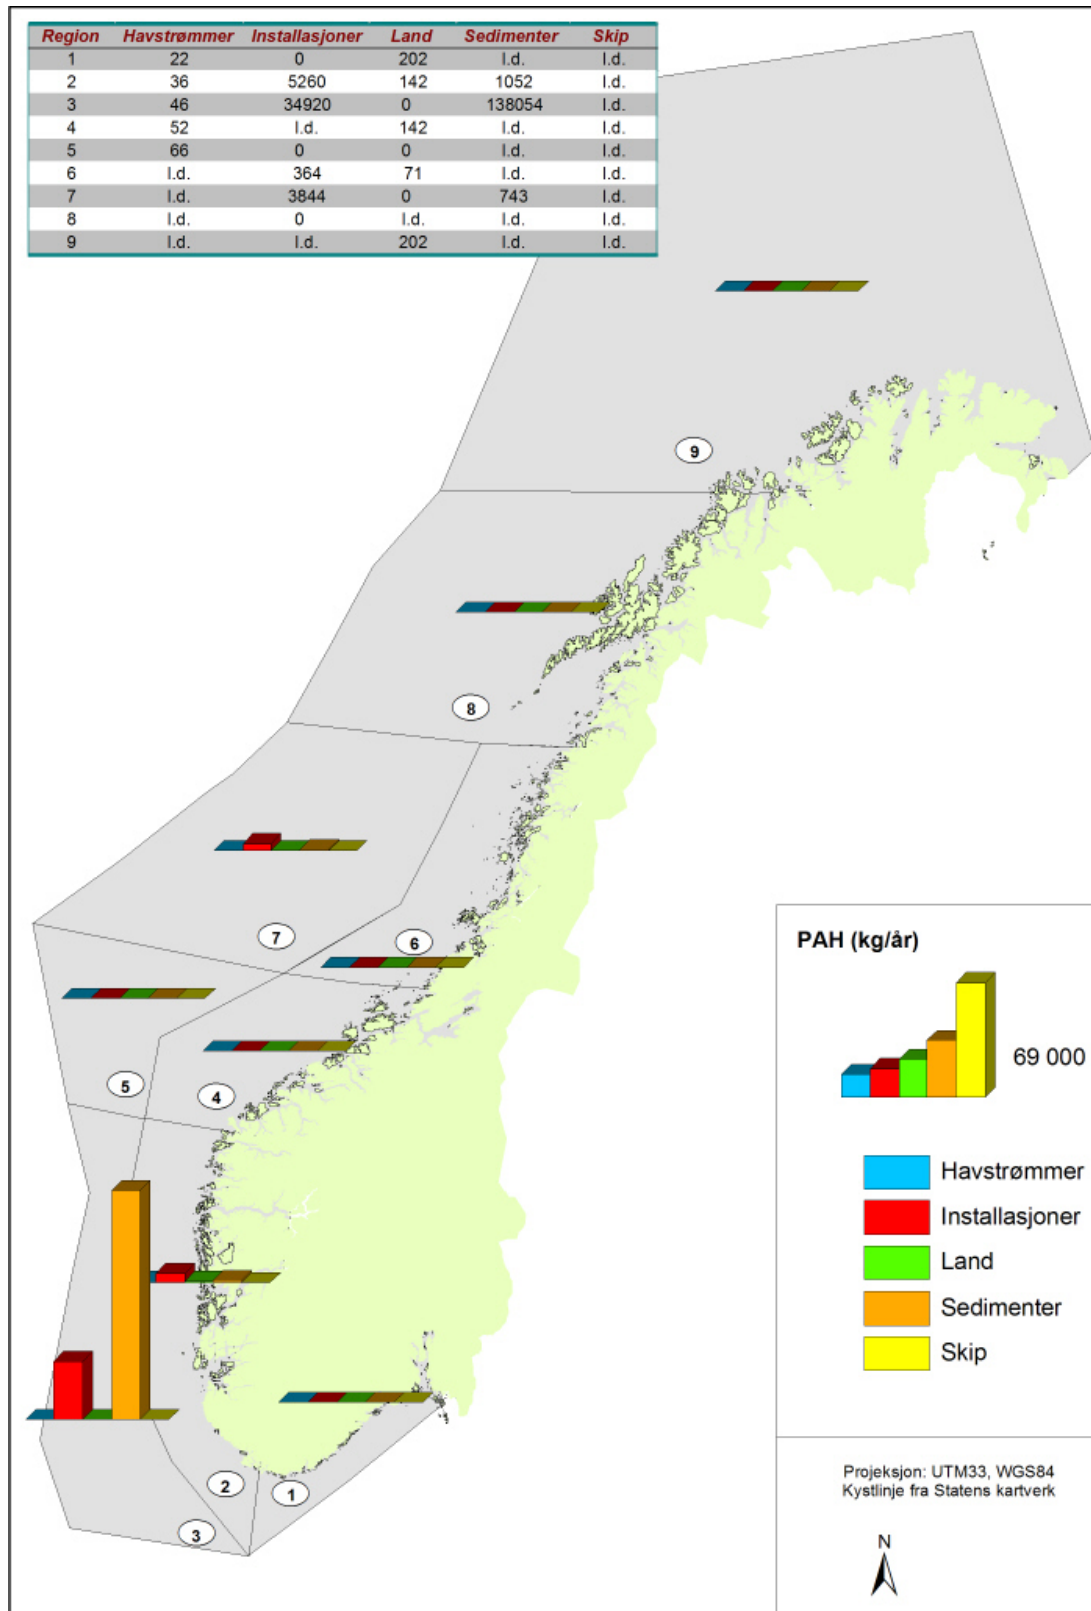 Region Havstrømmer Installasjoner Land Sedimenter Skip
1 22 0 202 I.d. I.d.
2 36 5260 142 1052 I.d.
3 46 34920 0 138054 I.d.
4 52 I.d. 142 I.d. I.d.
5 66 0 0 I.d. I.d.
6 I.d. 364 71 I.d. I.d.
7 I.d. 3844 0 743 I.d.
8 I.d. 0 I.d. I.d. I.d.
9 I.d. I.d. 202 I.d. I.d.
9
8
7
6
5
4
2
1
3
PAH (kg/år)
69 000
Havstrømmer
Installasjoner
Land
Sedimenter
Skip
Projeksjon: UTM33, WGS84
Kystlinje fra Statens kartverk
N